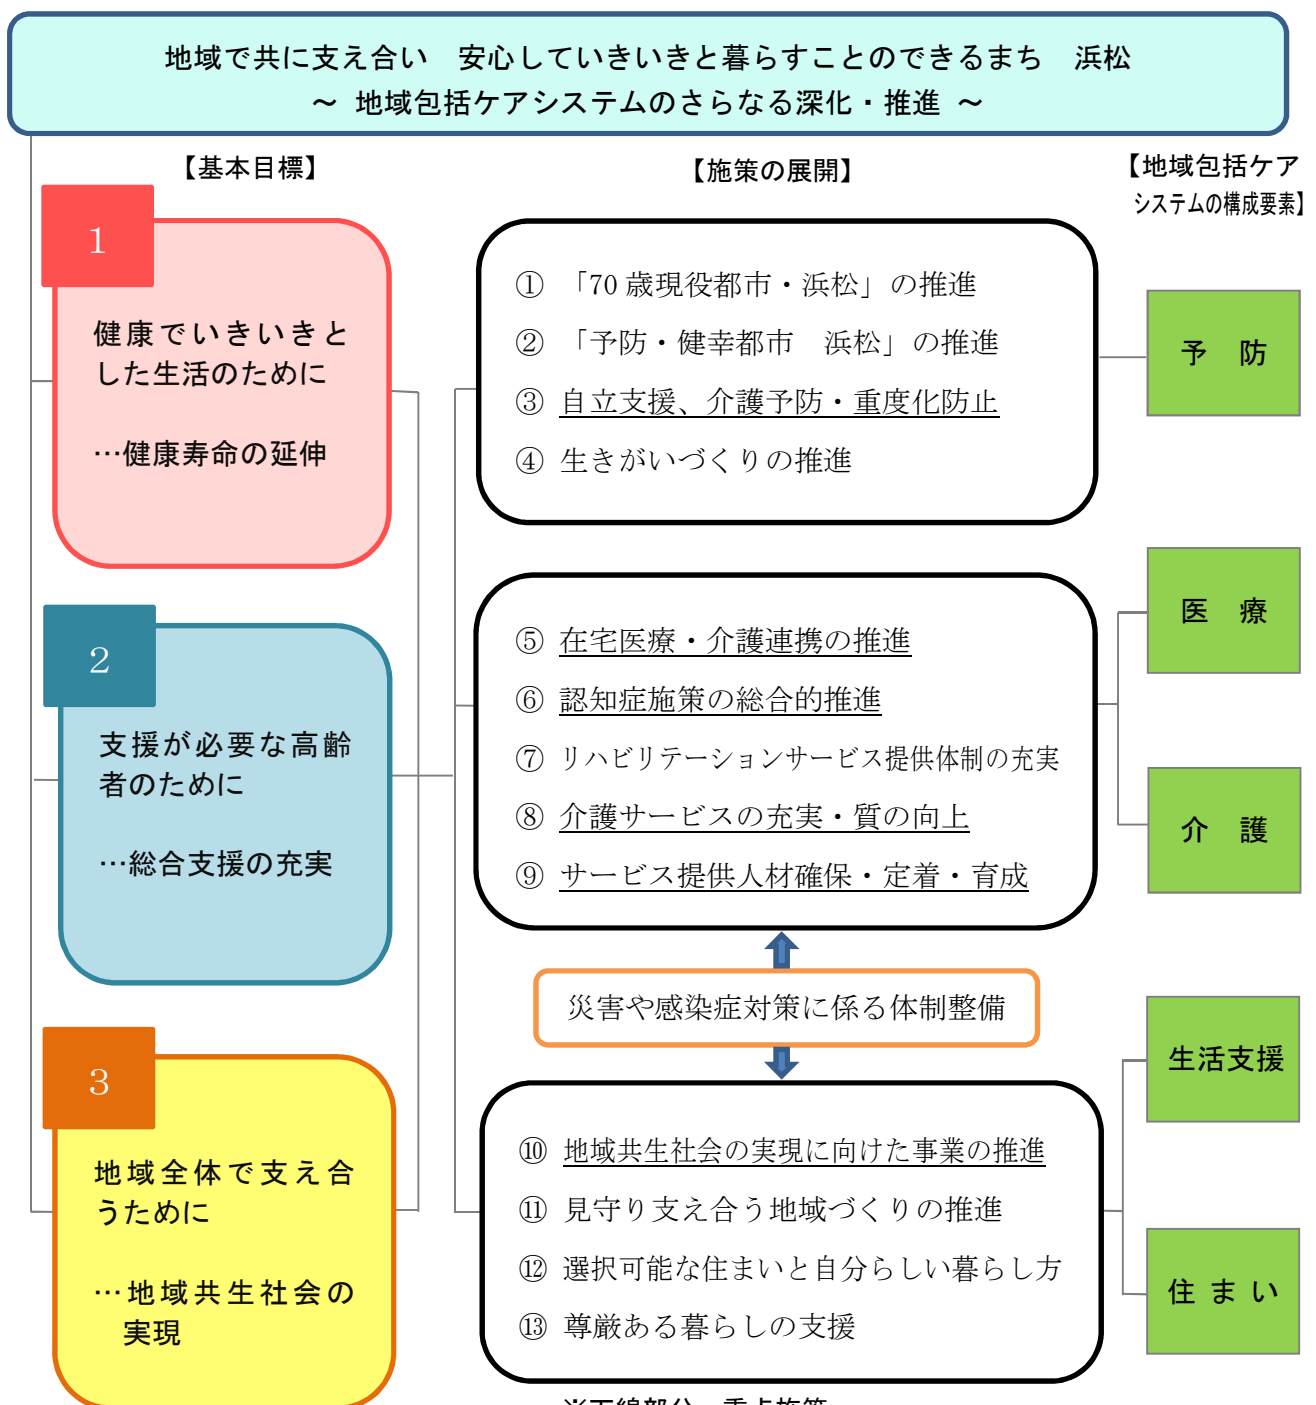 地域で共に支え合い　安心していきいきと暮らすことのできるまち　浜松
～ 地域包括ケアシステムのさらなる深化・推進 ～
【基本目標】
【施策の展開】
【地域包括ケア
システムの構成要素】
1
健康でいきいきと
した生活のために
…健康寿命の延伸
① 「70 歳現役都市・浜松」の推進
② 「予防・健幸都市　浜松」の推進
③ 自立支援、介護予防・重度化防止
④ 生きがいづくりの推進
予　防
2
支援が必要な高齢
者のために
…総合支援の充実
⑤ 在宅医療・介護連携の推進
⑥ 認知症施策の総合的推進
⑦ リハビリテーションサービス提供体制の充実
⑧ 介護サービスの充実・質の向上
⑨ サービス提供人材確保・定着・育成
医　療
介　護
災害や感染症対策に係る体制整備
3
地域全体で支え合
うために
…地域共生社会の
実現
⑩ 地域共生社会の実現に向けた事業の推進
⑪ 見守り支え合う地域づくりの推進
⑫ 選択可能な住まいと自分らしい暮らし方
⑬ 尊厳ある暮らしの支援
生活支援
住 ま い